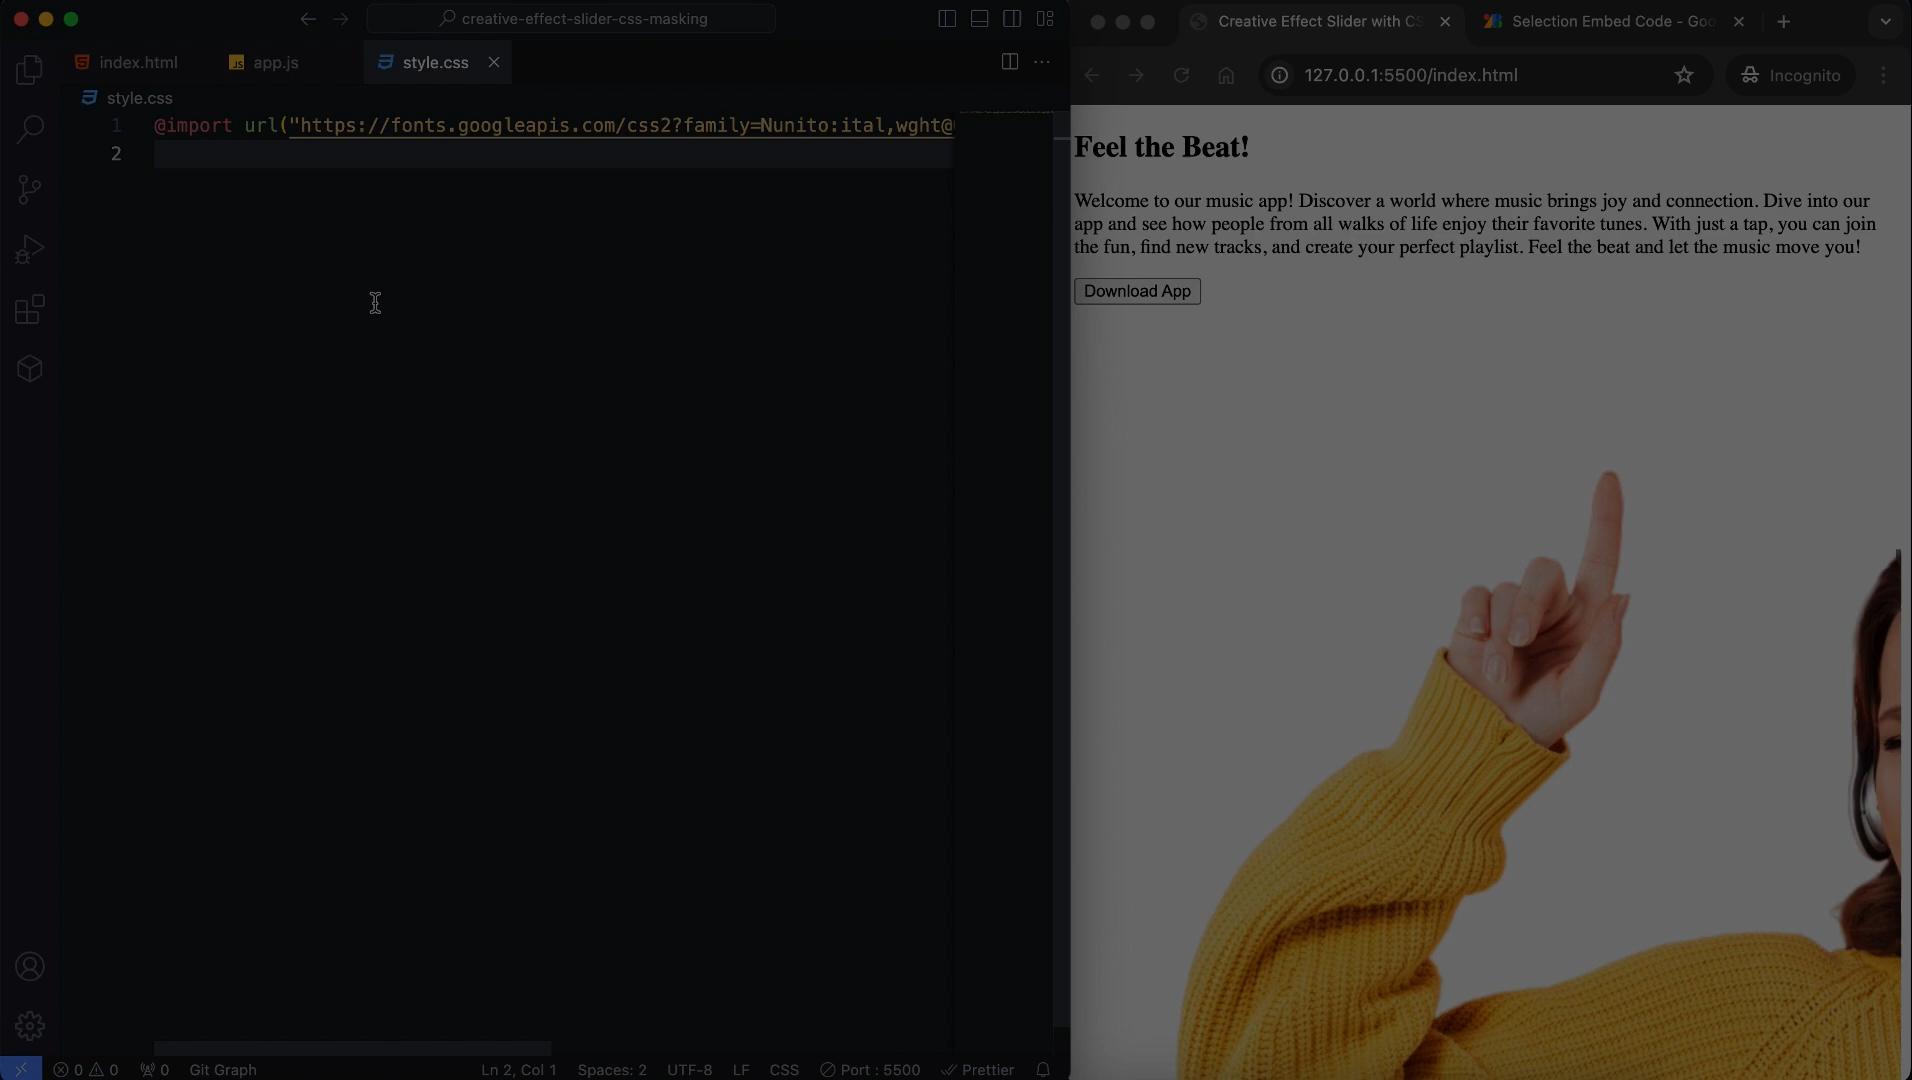 creative-effect-slider-css-masking
index.html
app.js
style.css
style.css
1 @import url("https://fonts.googleapis.com/css2?family=Nunito:ital,wght@
2
0 0 0 Git Graph Ln 2, Col 1 Spaces: 2 UTF-8 LF CSS Port : 5500 Prettier
Creative Effect Slider with CS
Selection Embed Code - Goo
127.0.0.1:5500/index.html
Incognito
Feel the Beat!
Welcome to our music app! Discover a world where music brings joy and connection. Dive into our
app and see how people from all walks of life enjoy their favorite tunes. With just a tap, you can join
the fun, find new tracks, and create your perfect playlist. Feel the beat and let the music move you!
Download App